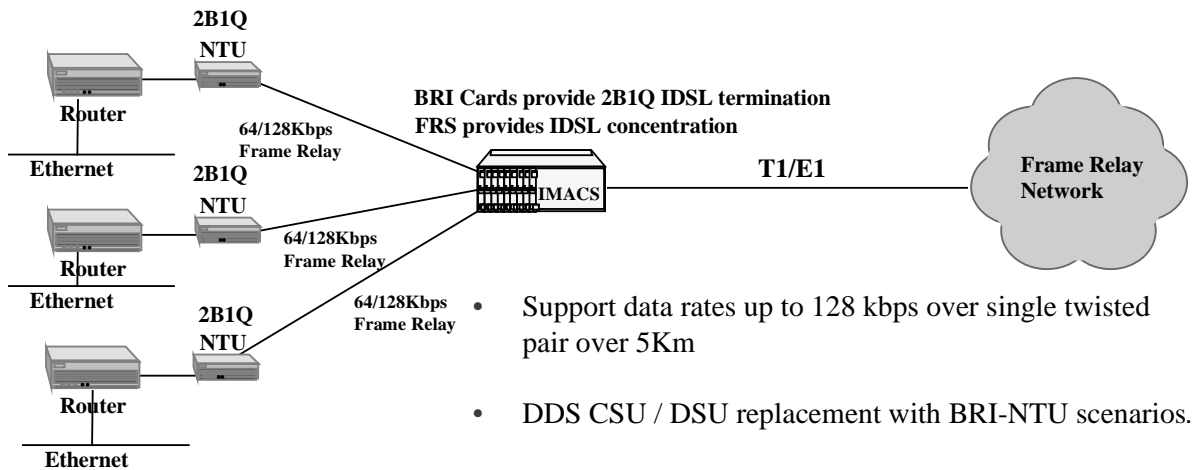 2B1Q
NTU
Router
Ethernet
64/128Kbps
Frame Relay
BRI Cards provide 2B1Q IDSL termination
FRS provides IDSL concentration
IMACS
T1/E1
Frame Relay
Network
2B1Q
NTU
Router
Ethernet
64/128Kbps
Frame Relay
2B1Q
NTU
Router
Ethernet
64/128Kbps
Frame Relay
• Support data rates up to 128 kbps over single twisted
pair over 5Km
• DDS CSU / DSU replacement with BRI-NTU scenarios.